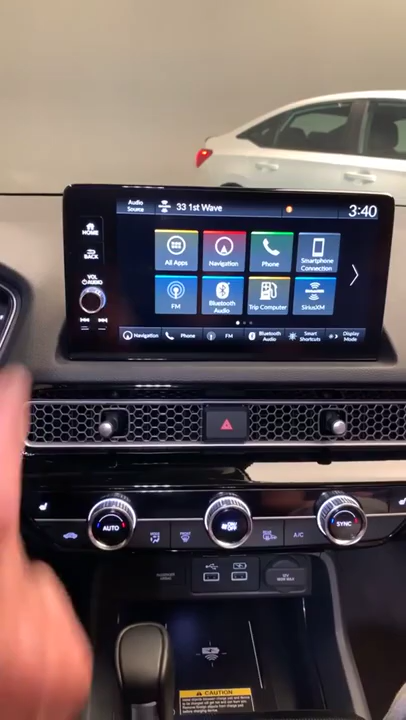 Audio Source
33 1st Wave
3:40
HOME
BACK
VOL
AUDIO
All Apps
Navigation
Phone
Smartphone Connection
FM
Bluetooth Audio
Trip Computer
SiriusXM
Navigation
Phone
FM
Bluetooth Audio
Smart Shortcuts
Display Mode
AUTO
SYNC
A/C
CAUTION